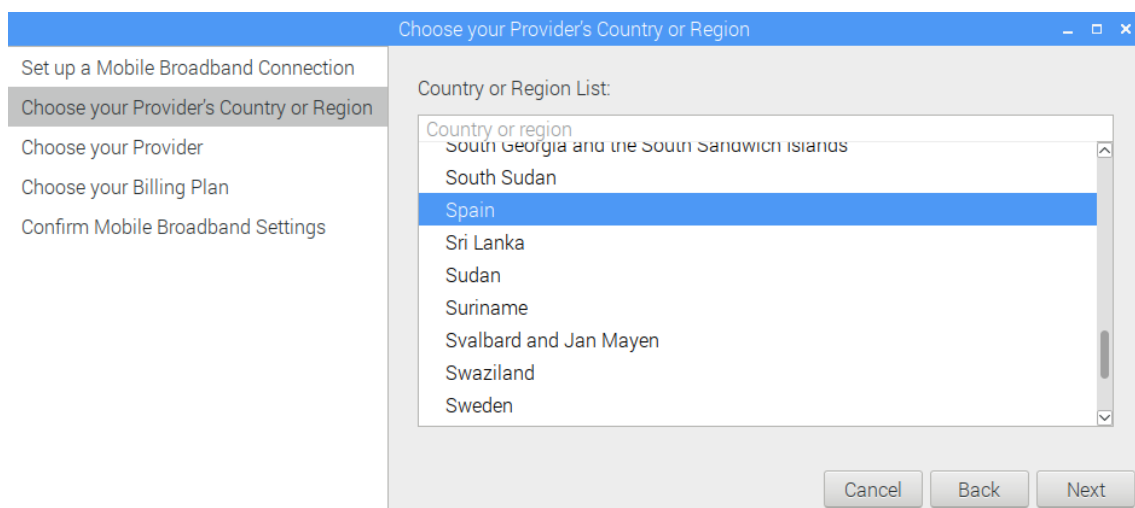 Choose your Provider's Country or Region
Set up a Mobile Broadband Connection
Choose your Provider's Country or Region
Choose your Provider
Choose your Billing Plan
Confirm Mobile Broadband Settings
Country or Region List:
Country or region
South Georgia and the South Sandwich Islands
South Sudan
Spain
Sri Lanka
Sudan
Suriname
Svalbard and Jan Mayen
Swaziland
Sweden
Cancel Back Next